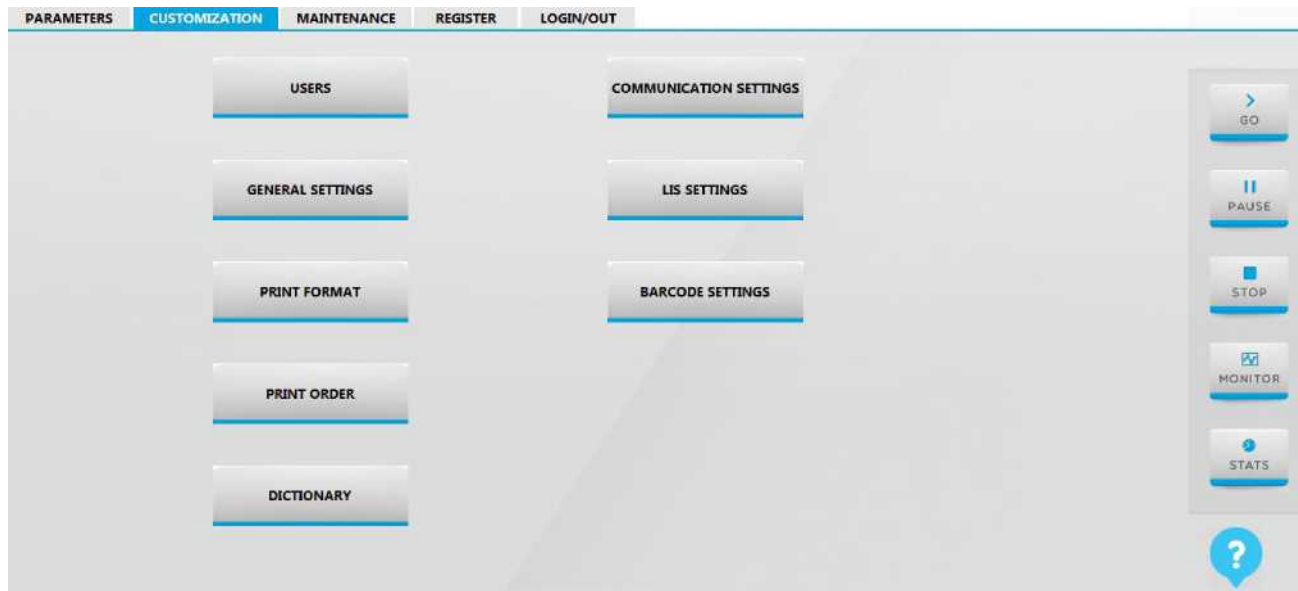 PARAMETERS CUSTOMIZATION MAINTENANCE REGISTER LOGIN/OUT
USERS
COMMUNICATION SETTINGS
GENERAL SETTINGS
LIS SETTINGS
PRINT FORMAT
BARCODE SETTINGS
PRINT ORDER
DICTIONARY
GO
PAUSE
STOP
MONITOR
STATS
?